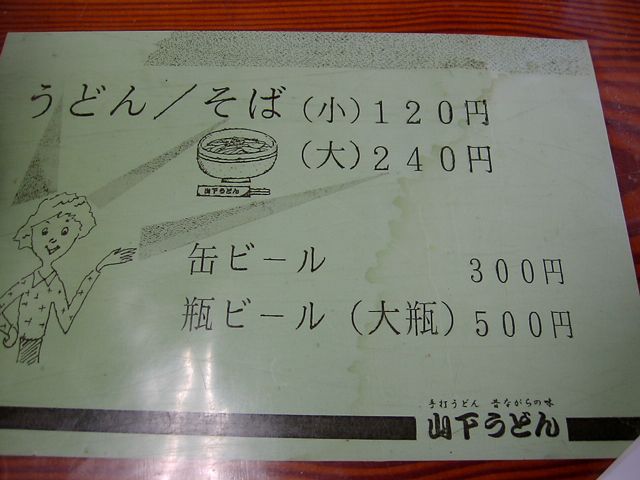 うどん／そば（小）１２０円
（大）２４０円
山下うどん
缶ビール　３００円
瓶ビール（大瓶）５００円
手打うどん　昔ながらの味
山下うどん